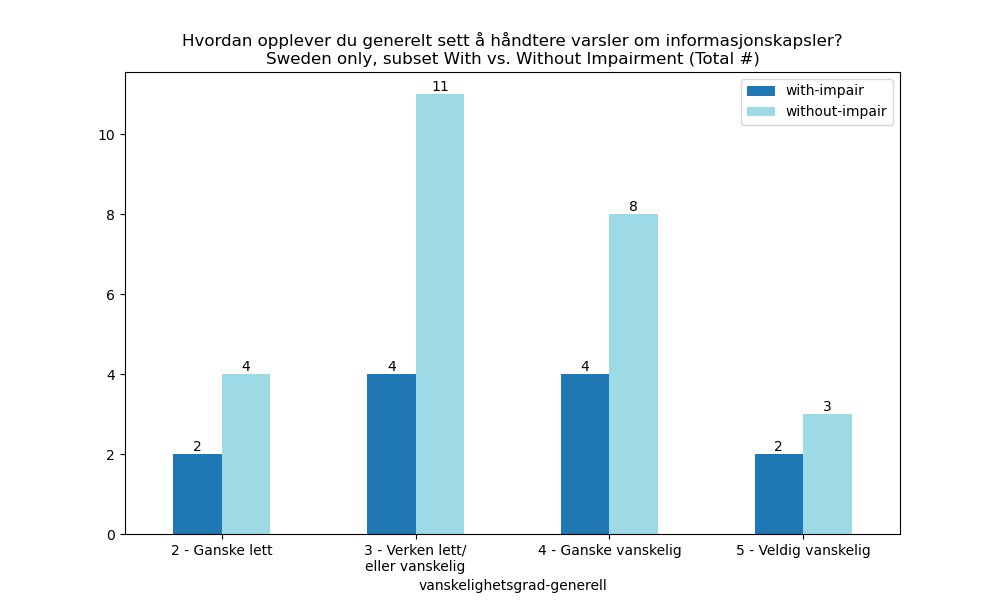 Hvordan opplever du generelt sett å håndtere varsler om informasjonskapsler?
Sweden only, subset With vs. Without Impairment (Total #)
with-impair
without-impair
10
8
6
4
2
0
2
4
4
11
4
8
2
3
2 - Ganske lett
3 - Verken lett/
eller vanskelig
4 - Ganske vanskelig
5 - Veldig vanskelig
vanskelighetsgrad-generell